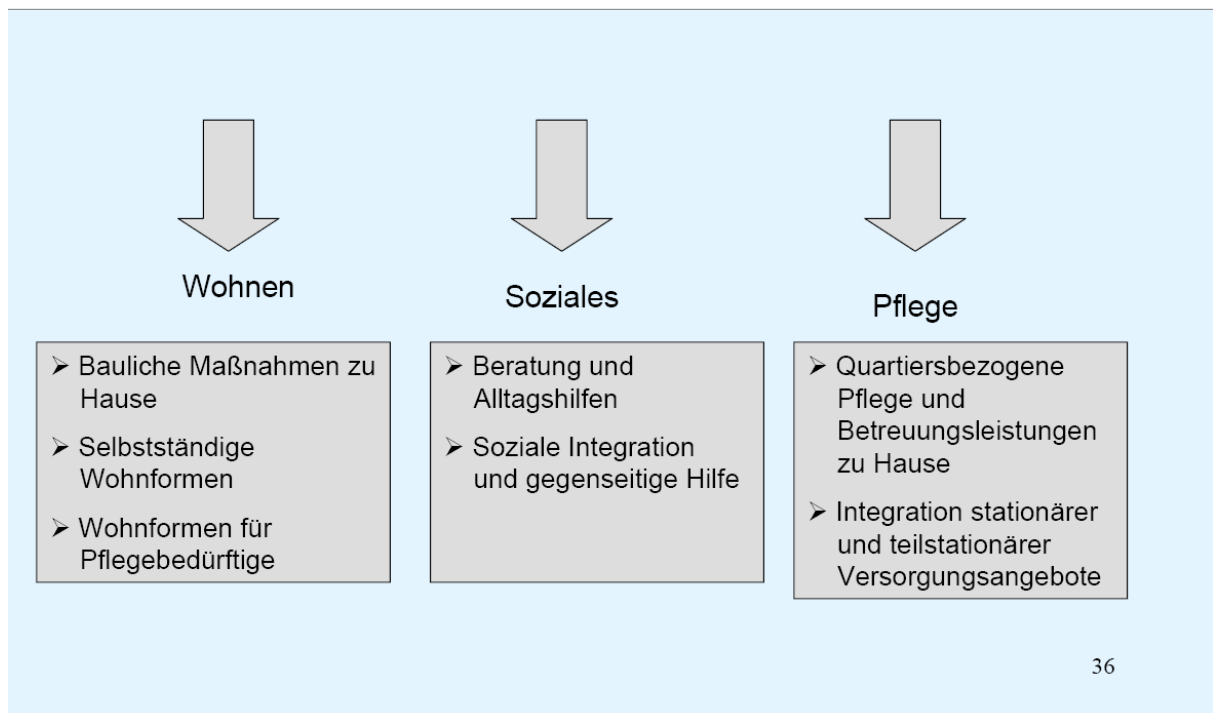 Wohnen
➢ Bauliche Maßnahmen zu
Hause
➢ Selbstständige
Wohnformen
➢ Wohnformen für
Pflegebedürftige
Soziales
➢ Beratung und
Alltagshilfen
➢ Soziale Integration
und gegenseitige Hilfe
Pflege
➢ Quartiersbezogene
Pflege und
Betreuungsleistungen
zu Hause
➢ Integration stationärer
und teilstationärer
Versorgungsangebote
36